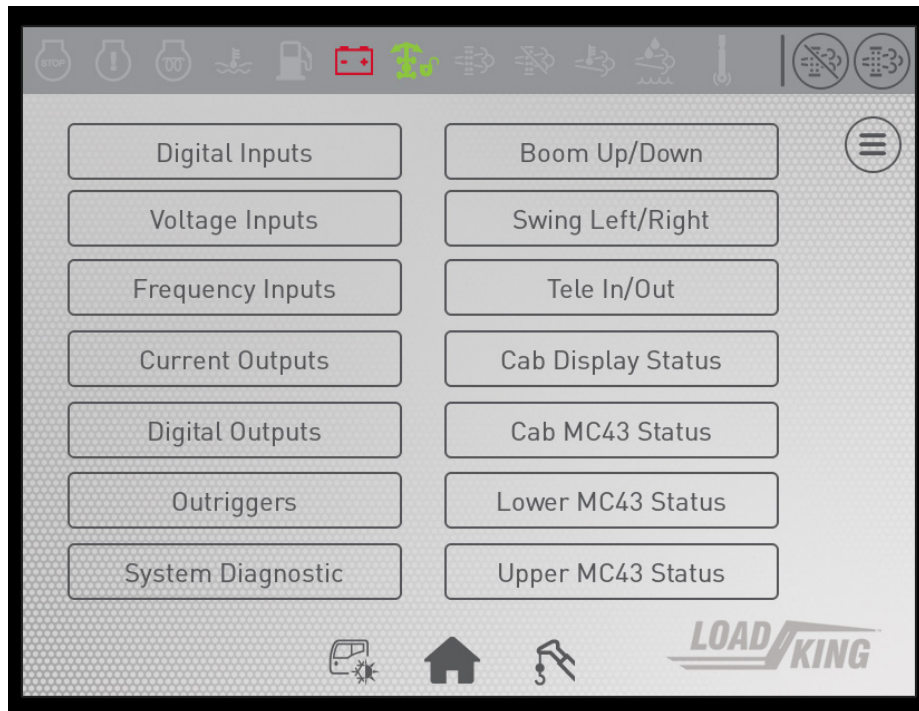 STOP
Digital Inputs
Boom Up/Down
Voltage Inputs
Swing Left/Right
Frequency Inputs
Tele In/Out
Current Outputs
Cab Display Status
Digital Outputs
Cab MC43 Status
Outriggers
Lower MC43 Status
System Diagnostic
Upper MC43 Status
LOAD KING